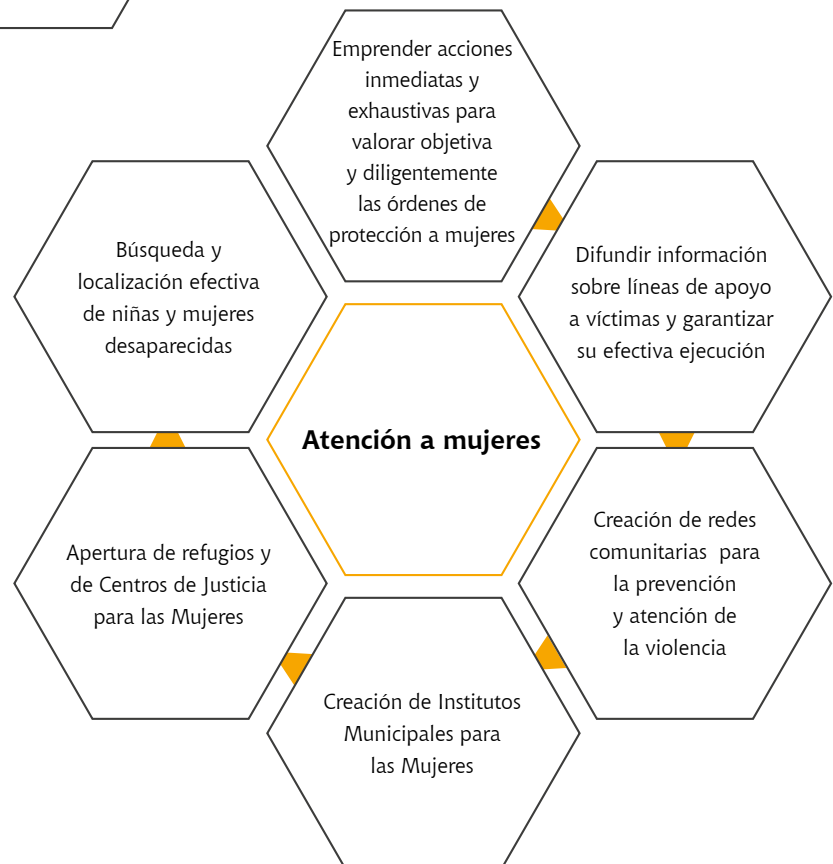 Emprender acciones
inmediatas y
exhaustivas para
valorar objetiva
y diligentemente
las órdenes de
protección a mujeres
Difundir información
sobre líneas de apoyo
a víctimas y garantizar
su efectiva ejecución
Creación de redes
comunitarias para
la prevención
y atención de
la violencia
Creación de Institutos
Municipales para
las Mujeres
Apertura de refugios y
de Centros de Justicia
para las Mujeres
Búsqueda y
localización efectiva
de niñas y mujeres
desaparecidas
Atención a mujeres